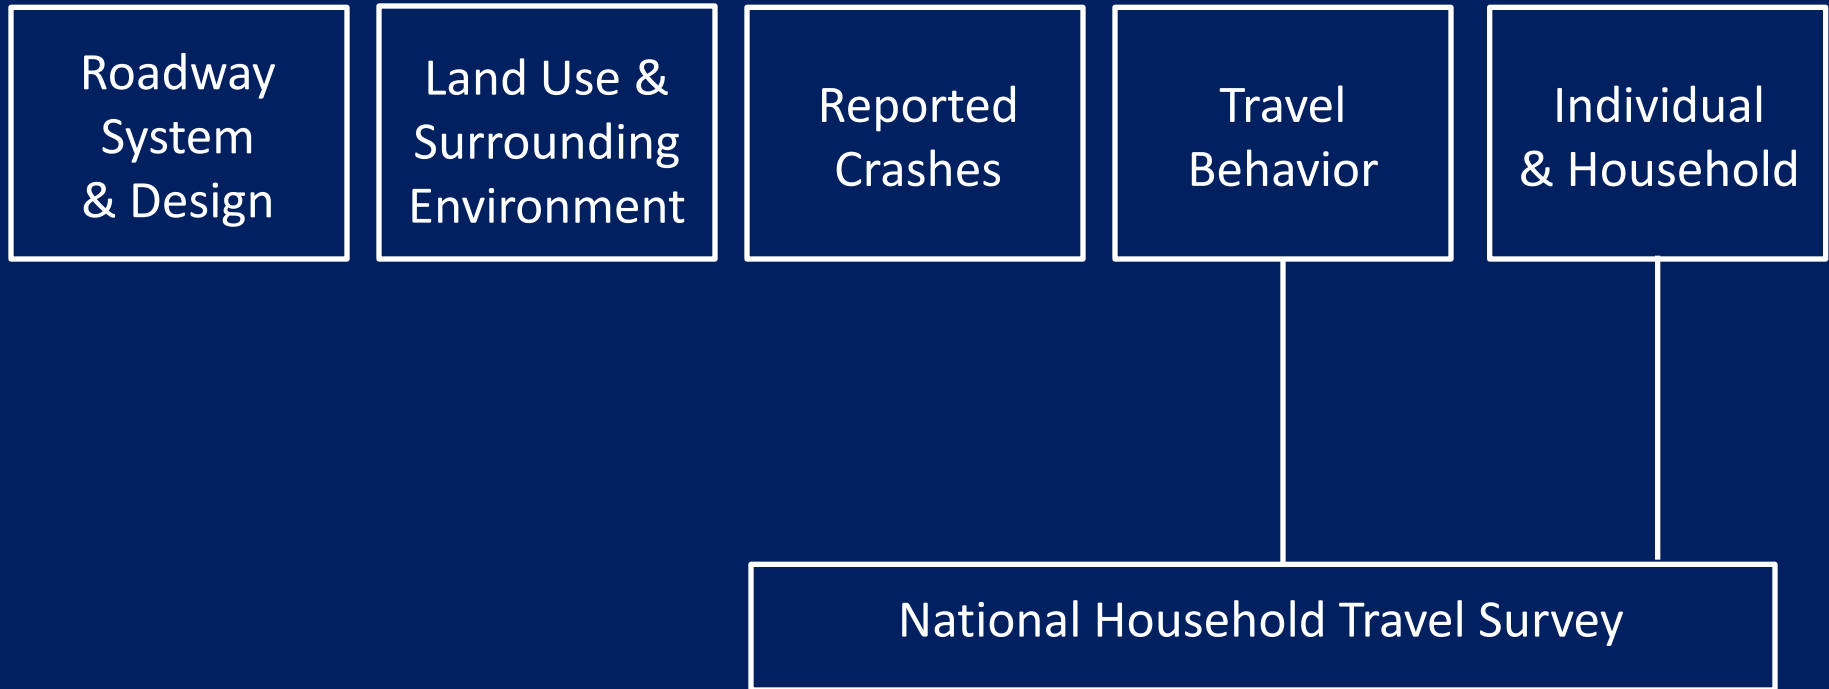 Roadway
System
& Design
Land Use &
Surrounding
Environment
Reported
Crashes
Travel
Behavior
Individual
& Household
National Household Travel Survey